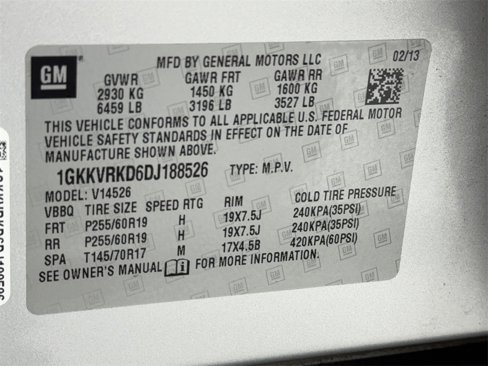 GM
MFD BY GENERAL MOTORS LLC 02/13
GVWR GAWR FRT GAWR RR
2930 KG 1450 KG 1600 KG
6459 LB 3196 LB 3527 LB
THIS VEHICLE CONFORMS TO ALL APPLICABLE U.S. FEDERAL MOTOR
VEHICLE SAFETY STANDARDS IN EFFECT ON THE DATE OF
MANUFACTURE SHOWN ABOVE.
1GKKVRKD6DJ188526 TYPE: M.P.V.
MODEL: V14526
VBBQ TIRE SIZE SPEED RTG RIM COLD TIRE PRESSURE
FRT P255/60R19 H 19X7.5J 240KPA(35PSI)
RR P255/60R19 H 19X7.5J 240KPA(35PSI)
SPA T145/70R17 M 17X4.5B 420KPA(60PSI)
SEE OWNER'S MANUAL FOR MORE INFORMATION.